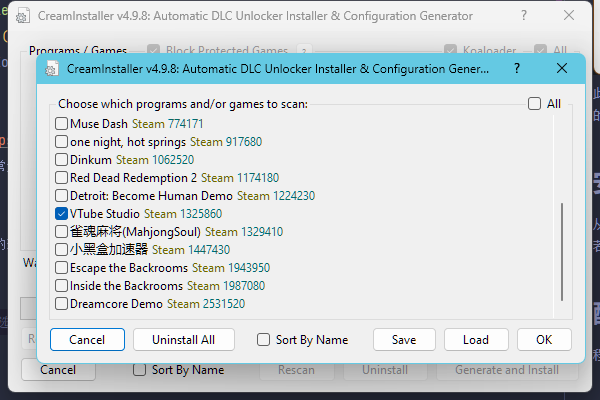 CreamInstaller v4.9.8: Automatic DLC Unlocker Installer & Configuration Generator
Programs / Games
Block Protected Games
?
Koaloader
All
CreamInstaller v4.9.8: Automatic DLC Unlocker Installer & Configuration Gener...
?
Choose which programs and/or games to scan:
All
Muse Dash Steam 774171
one night, hot springs Steam 917680
Dinkum Steam 1062520
Red Dead Redemption 2 Steam 1174180
Detroit: Become Human Demo Steam 1224230
VTube Studio Steam 1325860
雀魂麻将(MahjongSoul) Steam 1329410
小黑盒加速器 Steam 1447430
Escape the Backrooms Steam 1943950
Inside the Backrooms Steam 1987080
Dreamcore Demo Steam 2531520
Cancel
Uninstall All
Sort By Name
Save
Load
OK
Cancel
Sort By Name
Rescan
Uninstall
Generate and Install